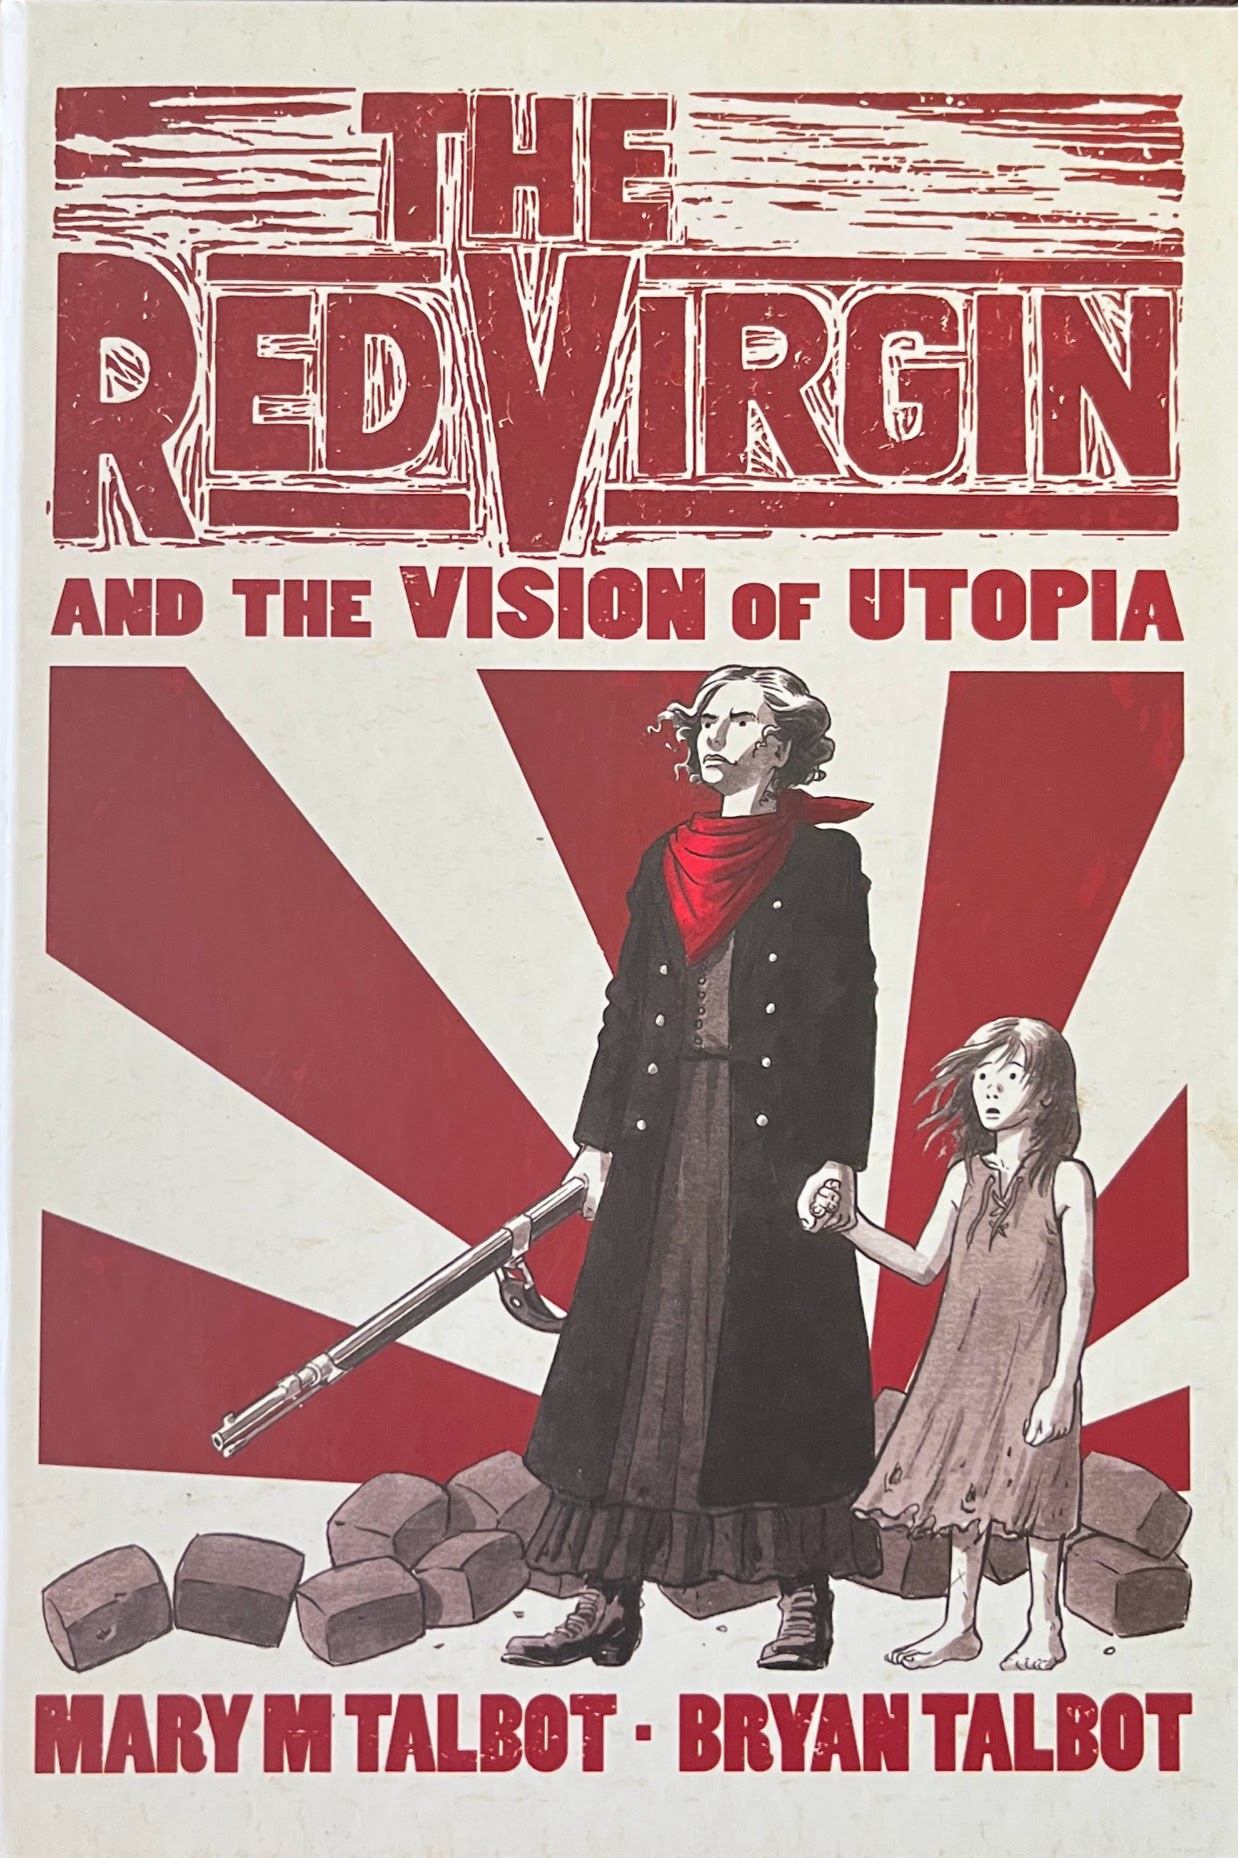 THE
RED VIRGIN
AND THE VISION OF UTOPIA
MARY M TALBOT · BRYAN TALBOT